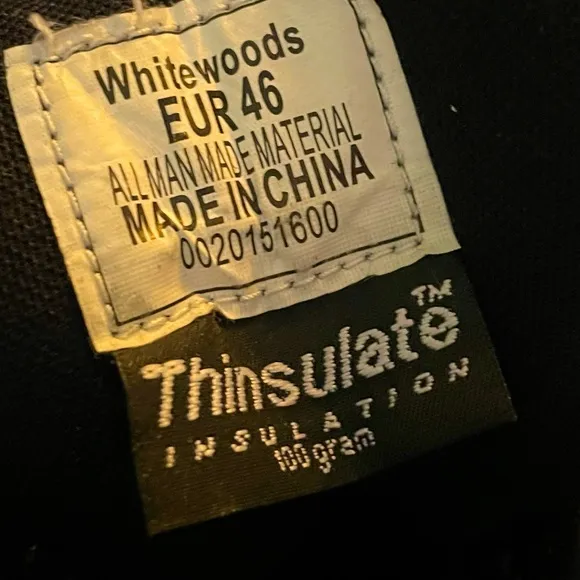 Whitewoods
EUR 46
ALL MAN MADE MATERIAL
MADE IN CHINA
0020151600
Thinsulate™
INSULATION
100 gram